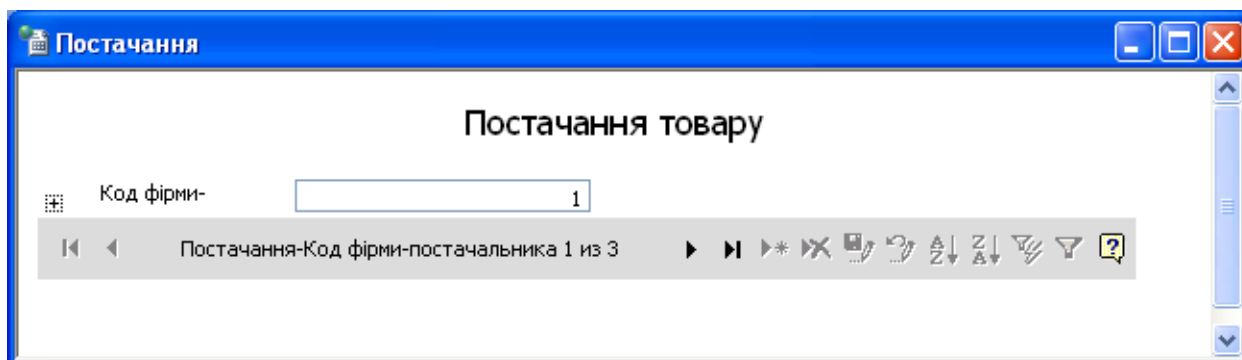 Постачання
Постачання товару
Код фірми-
1
Постачання-Код фірми-постачальника 1 из 3